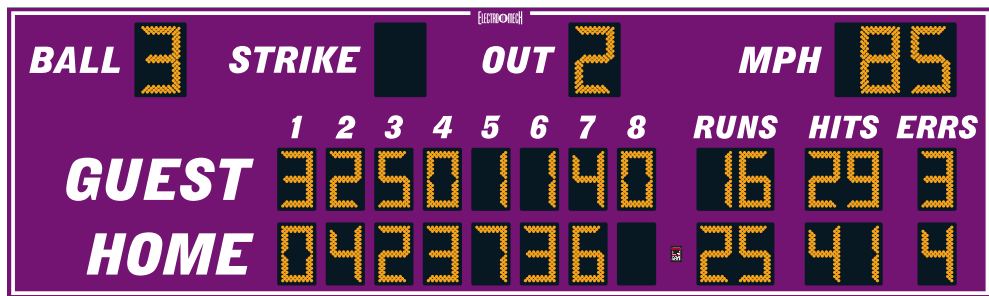 ELECTRO-MECH
BALL 3 STRIKE OUT 2 MPH 85
1 2 3 4 5 6 7 8 RUNS HITS ERRS
GUEST 3 2 5 0 1 1 4 0 16 29 3
HOME 0 4 2 3 7 3 6 25 41 4